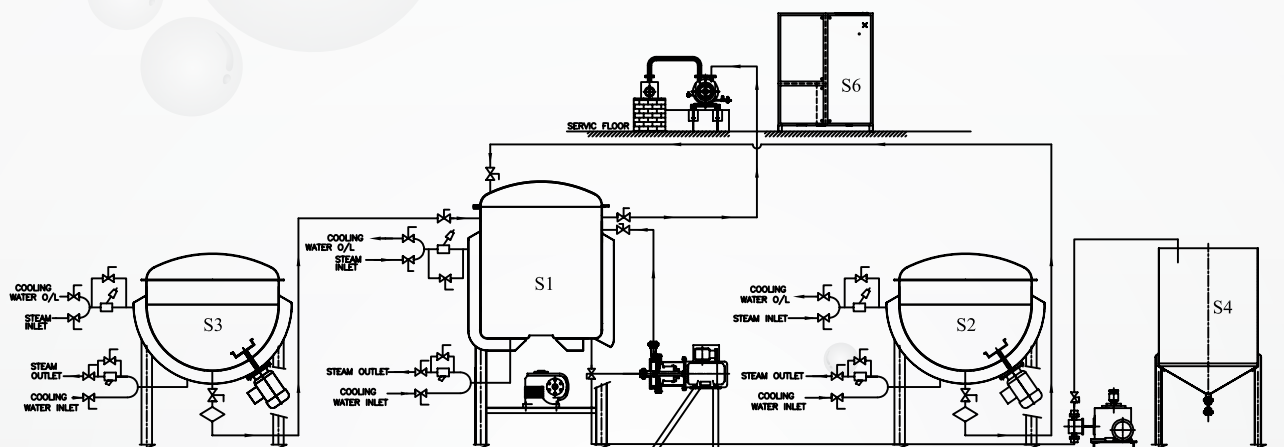 S6
SERVIC FLOOR
COOLING
WATER O/L
STEAM
INLET
S1
COOLING
WATER O/L
STEAM
INLET
S3
COOLING
WATER O/L
STEAM INLET
S2
S4
STEAM
OUTLET
COOLING
WATER INLET
STEAM OUTLET
COOLING
WATER INLET
STEAM OUTLET
COOLING
WATER INLET